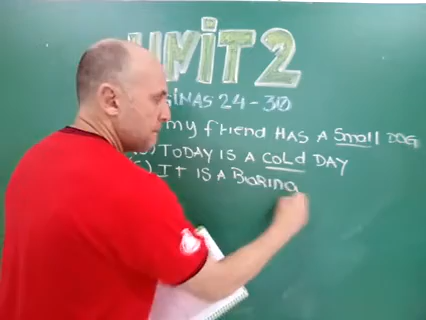 UNIT 2
GINAS 24-30
my friend HAS A Small DOG
) TODAY IS A COLD DAY
) IT IS A BORING